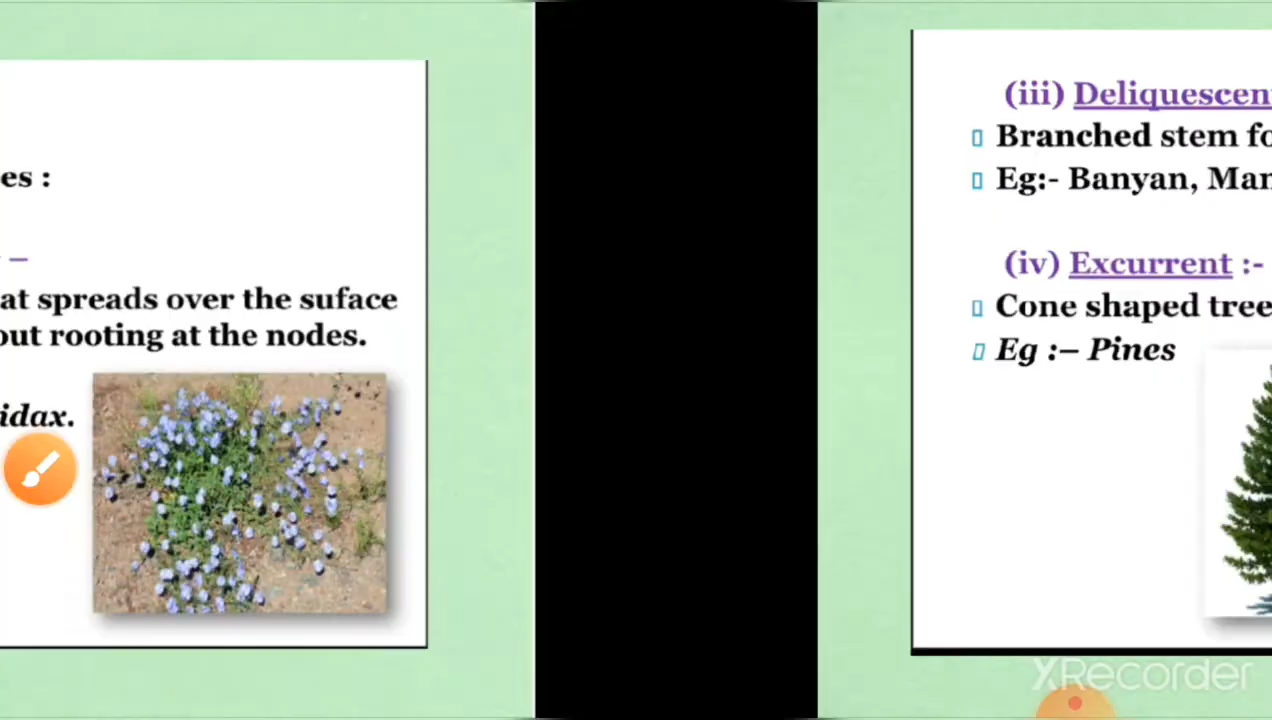 es :
–
at spreads over the suface
out rooting at the nodes.
idax.
(iii) Deliquescent
Branched stem fo
Eg:- Banyan, Man
(iv) Excurrent :-
Cone shaped tree
Eg :– Pines
XRecorder